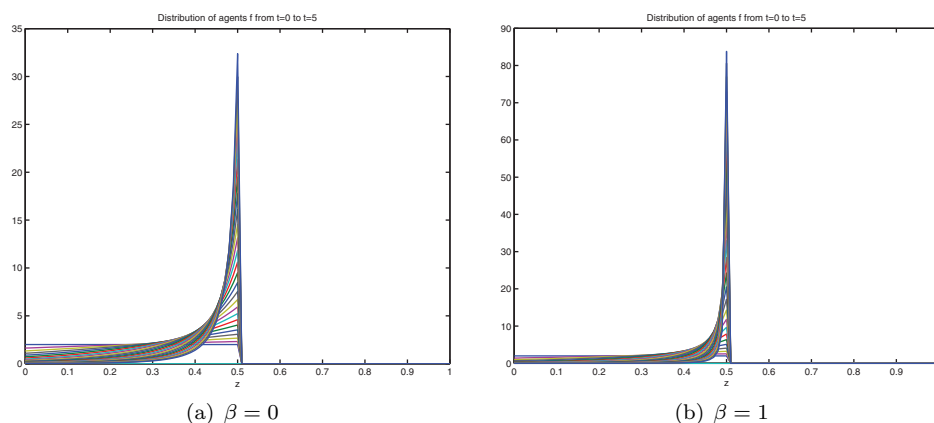 Distribution of agents f from t=0 to t=5
35
30
25
20
15
10
5
0
0.1 0.2 0.3 0.4 0.5 0.6 0.7 0.8 0.9 1
z
(a) β = 0
Distribution of agents f from t=0 to t=5
90
80
70
60
50
40
30
20
10
0
0 0.1 0.2 0.3 0.4 0.5 0.6 0.7 0.8 0.9
z
(b) β = 1